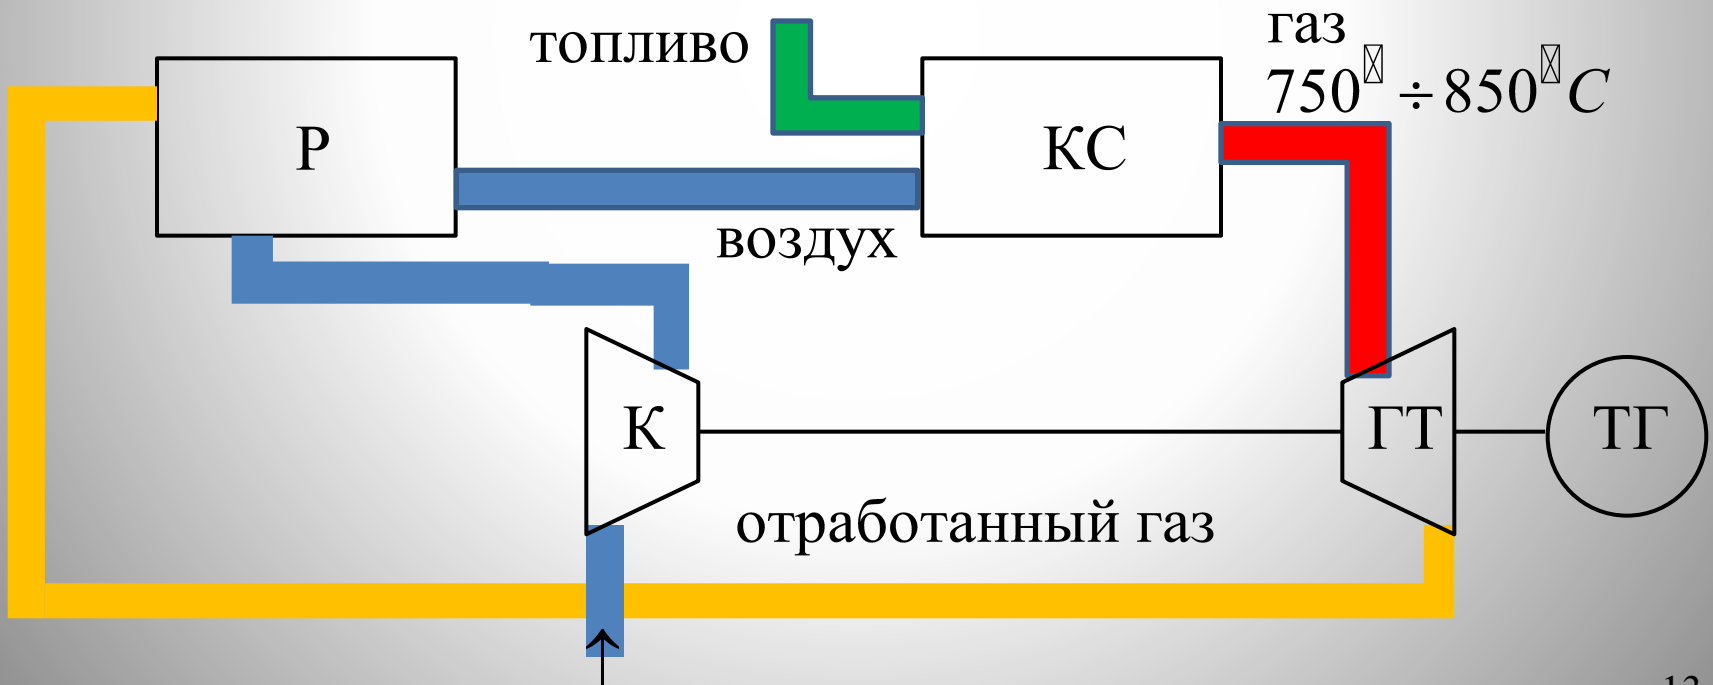 топливо
газ
750 ÷ 850 C
Р
КС
воздух
К
ГТ
ТГ
отработанный газ